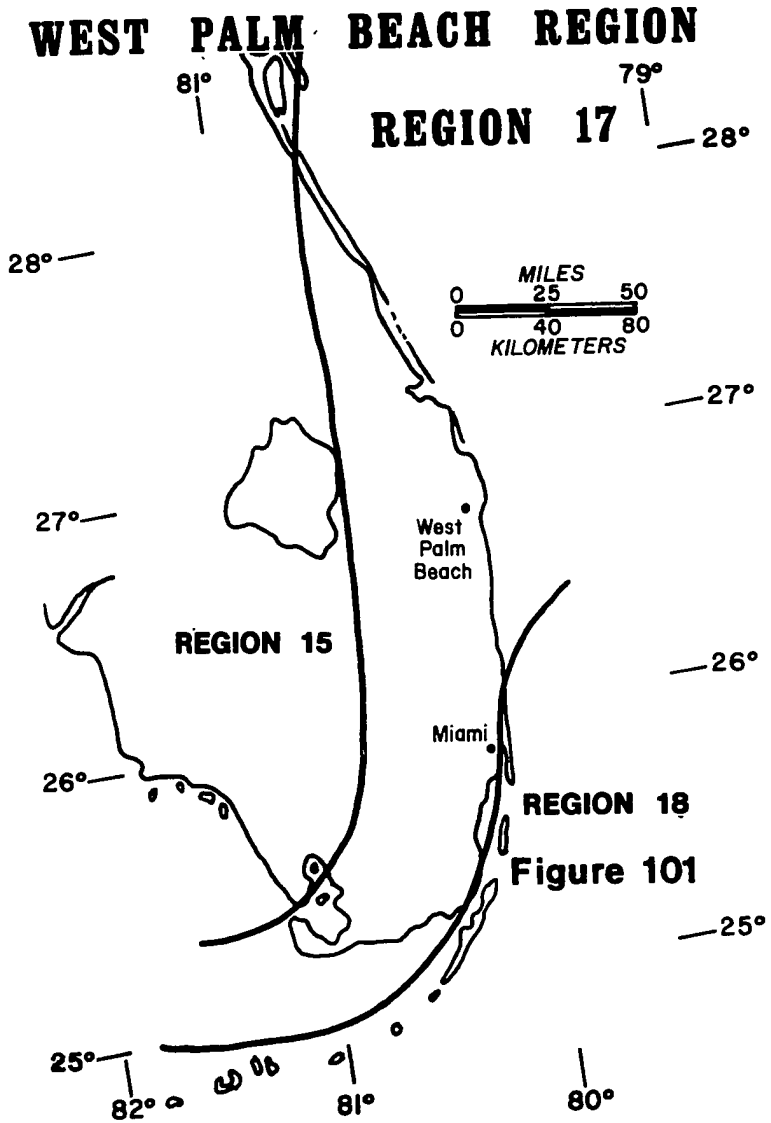 WEST PALM BEACH REGION
81°
79°
REGION 17
28°
28°
MILES
0 25 50
0 40 80
KILOMETERS
27°
27°
West
Palm
Beach
REGION 15
26°
Miami
26°
REGION 18
Figure 101
25°
25°
82°
81°
80°